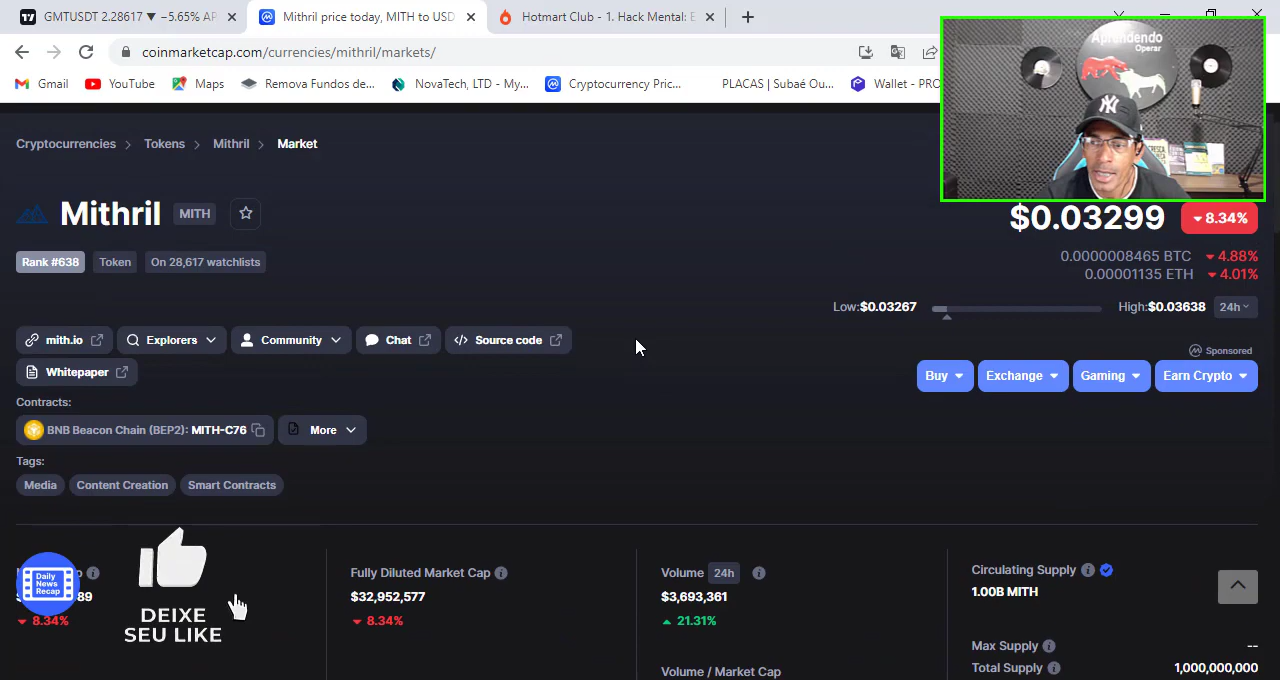 GMTUSDT 2.28617 ▼ −5.65% AP
Mithril price today, MITH to USD
Hotmart Club - 1. Hack Mental: E
coinmarketcap.com/currencies/mithril/markets/
Gmail
YouTube
Maps
Remova Fundos de...
NovaTech, LTD - My...
Cryptocurrency Pric...
PLACAS | Subaé Ou...
Wallet - PRO
Aprendendo
Operar
NY
Cryptocurrencies > Tokens > Mithril > Market
Mithril MITH
$0.03299 8.34%
Rank #638 Token On 28,617 watchlists
0.0000008465 BTC 4.88%
0.00001135 ETH 4.01%
Low:$0.03267 High:$0.03638 24h
mith.io Explorers Community Chat Source code
Sponsored
Whitepaper
Buy Exchange Gaming Earn Crypto
Contracts:
BNB Beacon Chain (BEP2): MITH-C76 More
Tags:
Media Content Creation Smart Contracts
Daily
News
Recap
89
8.34%
DEIXE
SEU LIKE
Fully Diluted Market Cap
$32,952,577
8.34%
Volume 24h
$3,693,361
21.31%
Volume / Market Cap
Circulating Supply
1.00B MITH
Max Supply --
Total Supply 1,000,000,000